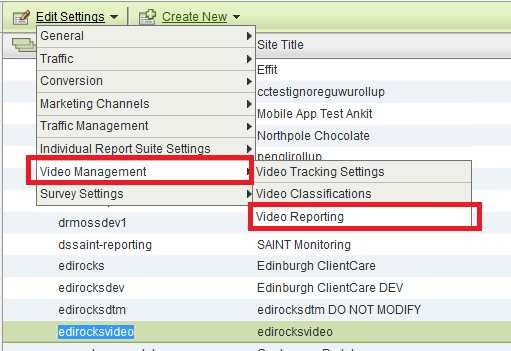 Edit Settings Create New
General Site Title
Traffic Effit
Conversion cctestignoreguwurollup
Marketing Channels Mobile App Test Ankit
Traffic Management Northpole Chocolate
Individual Report Suite Settings
Video Management Video Tracking Settings
Survey Settings Video Classifications
Video Reporting
drmossdev1
dssaint-reporting SAINT Monitoring
edirocks Edinburgh ClientCare
edirocksdev Edinburgh ClientCare DEV
edirocksdtm edirocksdtm DO NOT MODIFY
edirocksvideo edirocksvideo